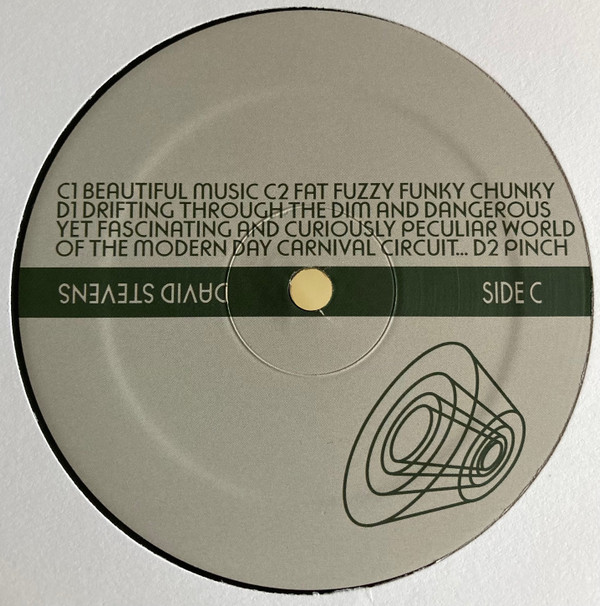 C1 BEAUTIFUL MUSIC C2 FAT FUZZY FUNKY CHUNKY
D1 DRIFTING THROUGH THE DIM AND DANGEROUS
YET FASCINATING AND CURIOUSLY PECULIAR WORLD
OF THE MODERN DAY CARNIVAL CIRCUIT... D2 PINCH
DAVID STEVENS
SIDE C